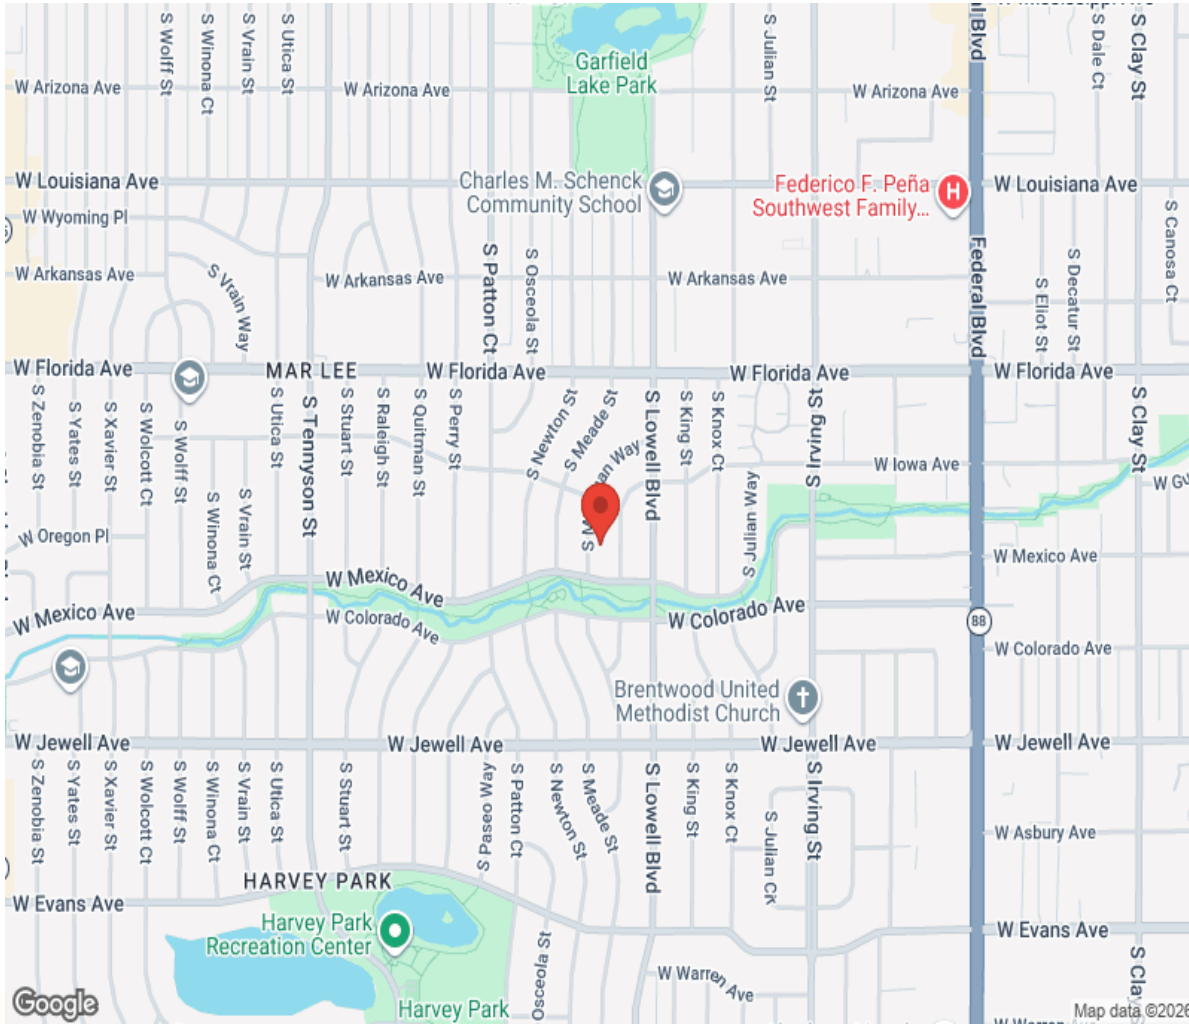 S Wolff St
S Winona Ct
S Vrain St
S Utica St
S Julian St
Blvd
S Dale Ct
S Clay St
Garfield
Lake Park
W Arizona Ave
W Arizona Ave
W Arizona Ave
W Louisiana Ave
Charles M. Schenck
Community School
Federico F. Peña
Southwest Family...
H
W Louisiana Ave
W Wyoming Pl
S Canosa Ct
W Arkansas Ave
S Vrain Way
W Arkansas Ave
S Patton Ct
S Osceola St
W Arkansas Ave
Federal Blvd
S Eliot St
S Decatur St
W Florida Ave
MAR LEE
W Florida Ave
W Florida Ave
W Florida Ave
S Zenobia St
S Yates St
S Xavier St
S Wolcott Ct
S Wolff St
S Winona Ct
S Vrain St
S Utica St
S Tennyson St
S Stuart St
S Raleigh St
S Quitman St
S Perry St
S Newton St
S Meade St
an Way
S Lowell Blvd
S King St
S Knox Ct
S Julian Way
S Irving St
S Clay St
W Iowa Ave
W Oregon Pl
W Mexico Ave
W Mexico Ave
W Mexico Ave
W Colorado Ave
W Colorado Ave
88
W Colorado Ave
Brentwood United
Methodist Church
W Jewell Ave
W Jewell Ave
W Jewell Ave
W Jewell Ave
S Zenobia St
S Yates St
S Xavier St
S Wolcott Ct
S Wolff St
S Winona Ct
S Vrain St
S Utica St
S Stuart St
S Paseo Way
S Patton Ct
S Newton St
S Meade St
S Lowell Blvd
S King St
S Knox Ct
S Julian Ck
S Irving St
W Asbury Ave
HARVEY PARK
W Evans Ave
Harvey Park
Recreation Center
W Evans Ave
Osceola St
W Warren Ave
S Clay
Harvey Park
Google
Map data ©2026